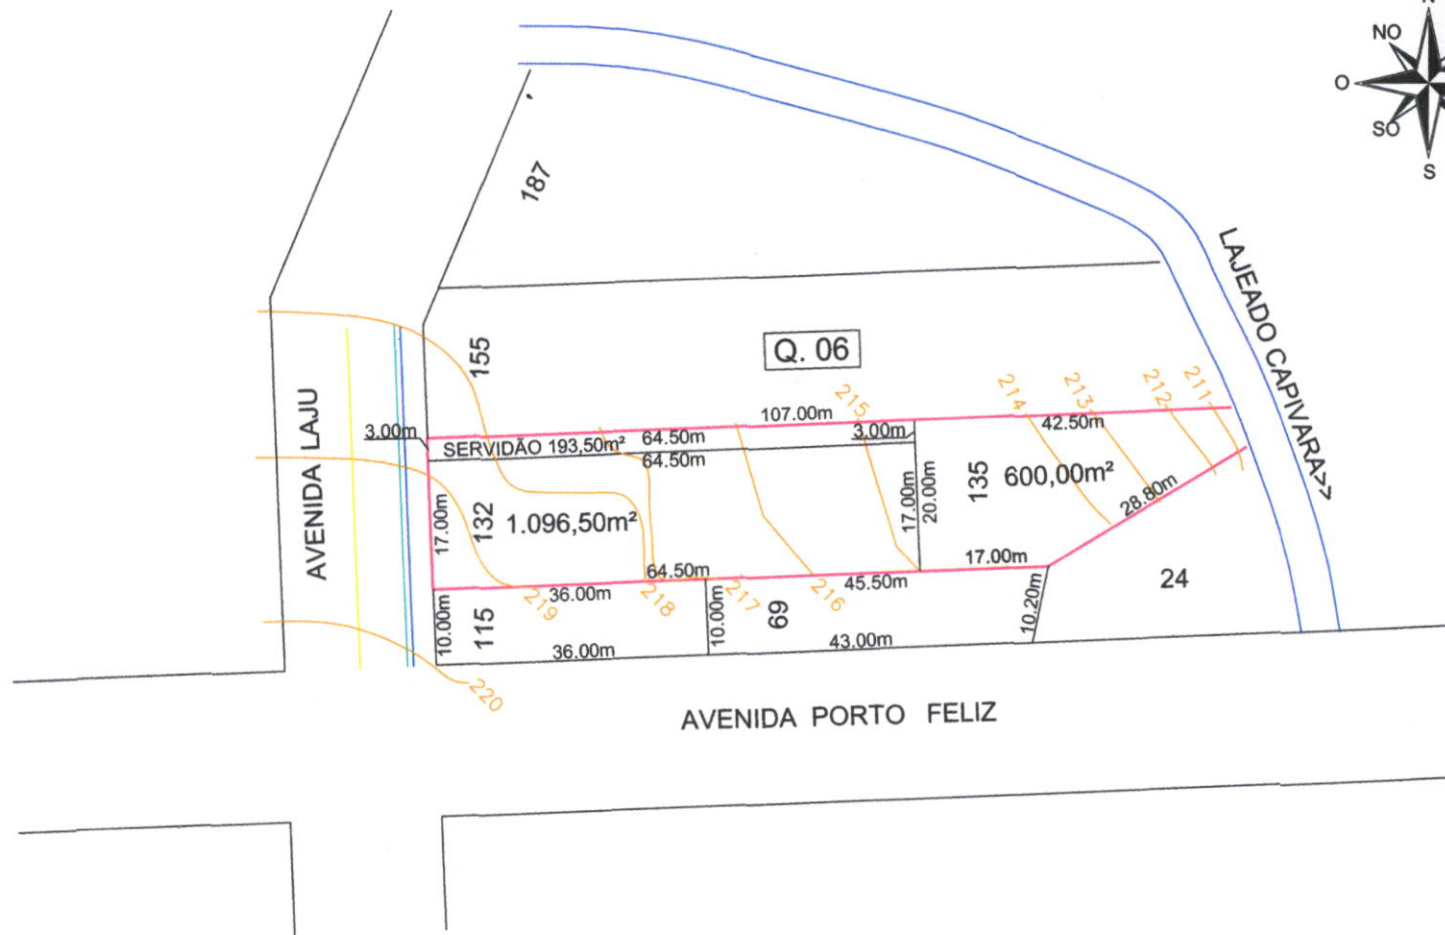 NO
O
SO
S
187
LAJEADO CAPIVARA>>
155
Q. 06
AVENIDA LAJU
3.00m
SERVIDÃO 193,50m²
64.50m
64.50m
107.00m
215
3.00m
214
213
212
211
42.50m
17.00m
132
1.096,50m²
17.00m
20.00m
135
600,00m²
28.80m
64.50m
36.00m
45.50m
17.00m
219
218
217
216
10.00m
115
36.00m
10.00m
69
43.00m
10.20m
24
220
AVENIDA PORTO FELIZ